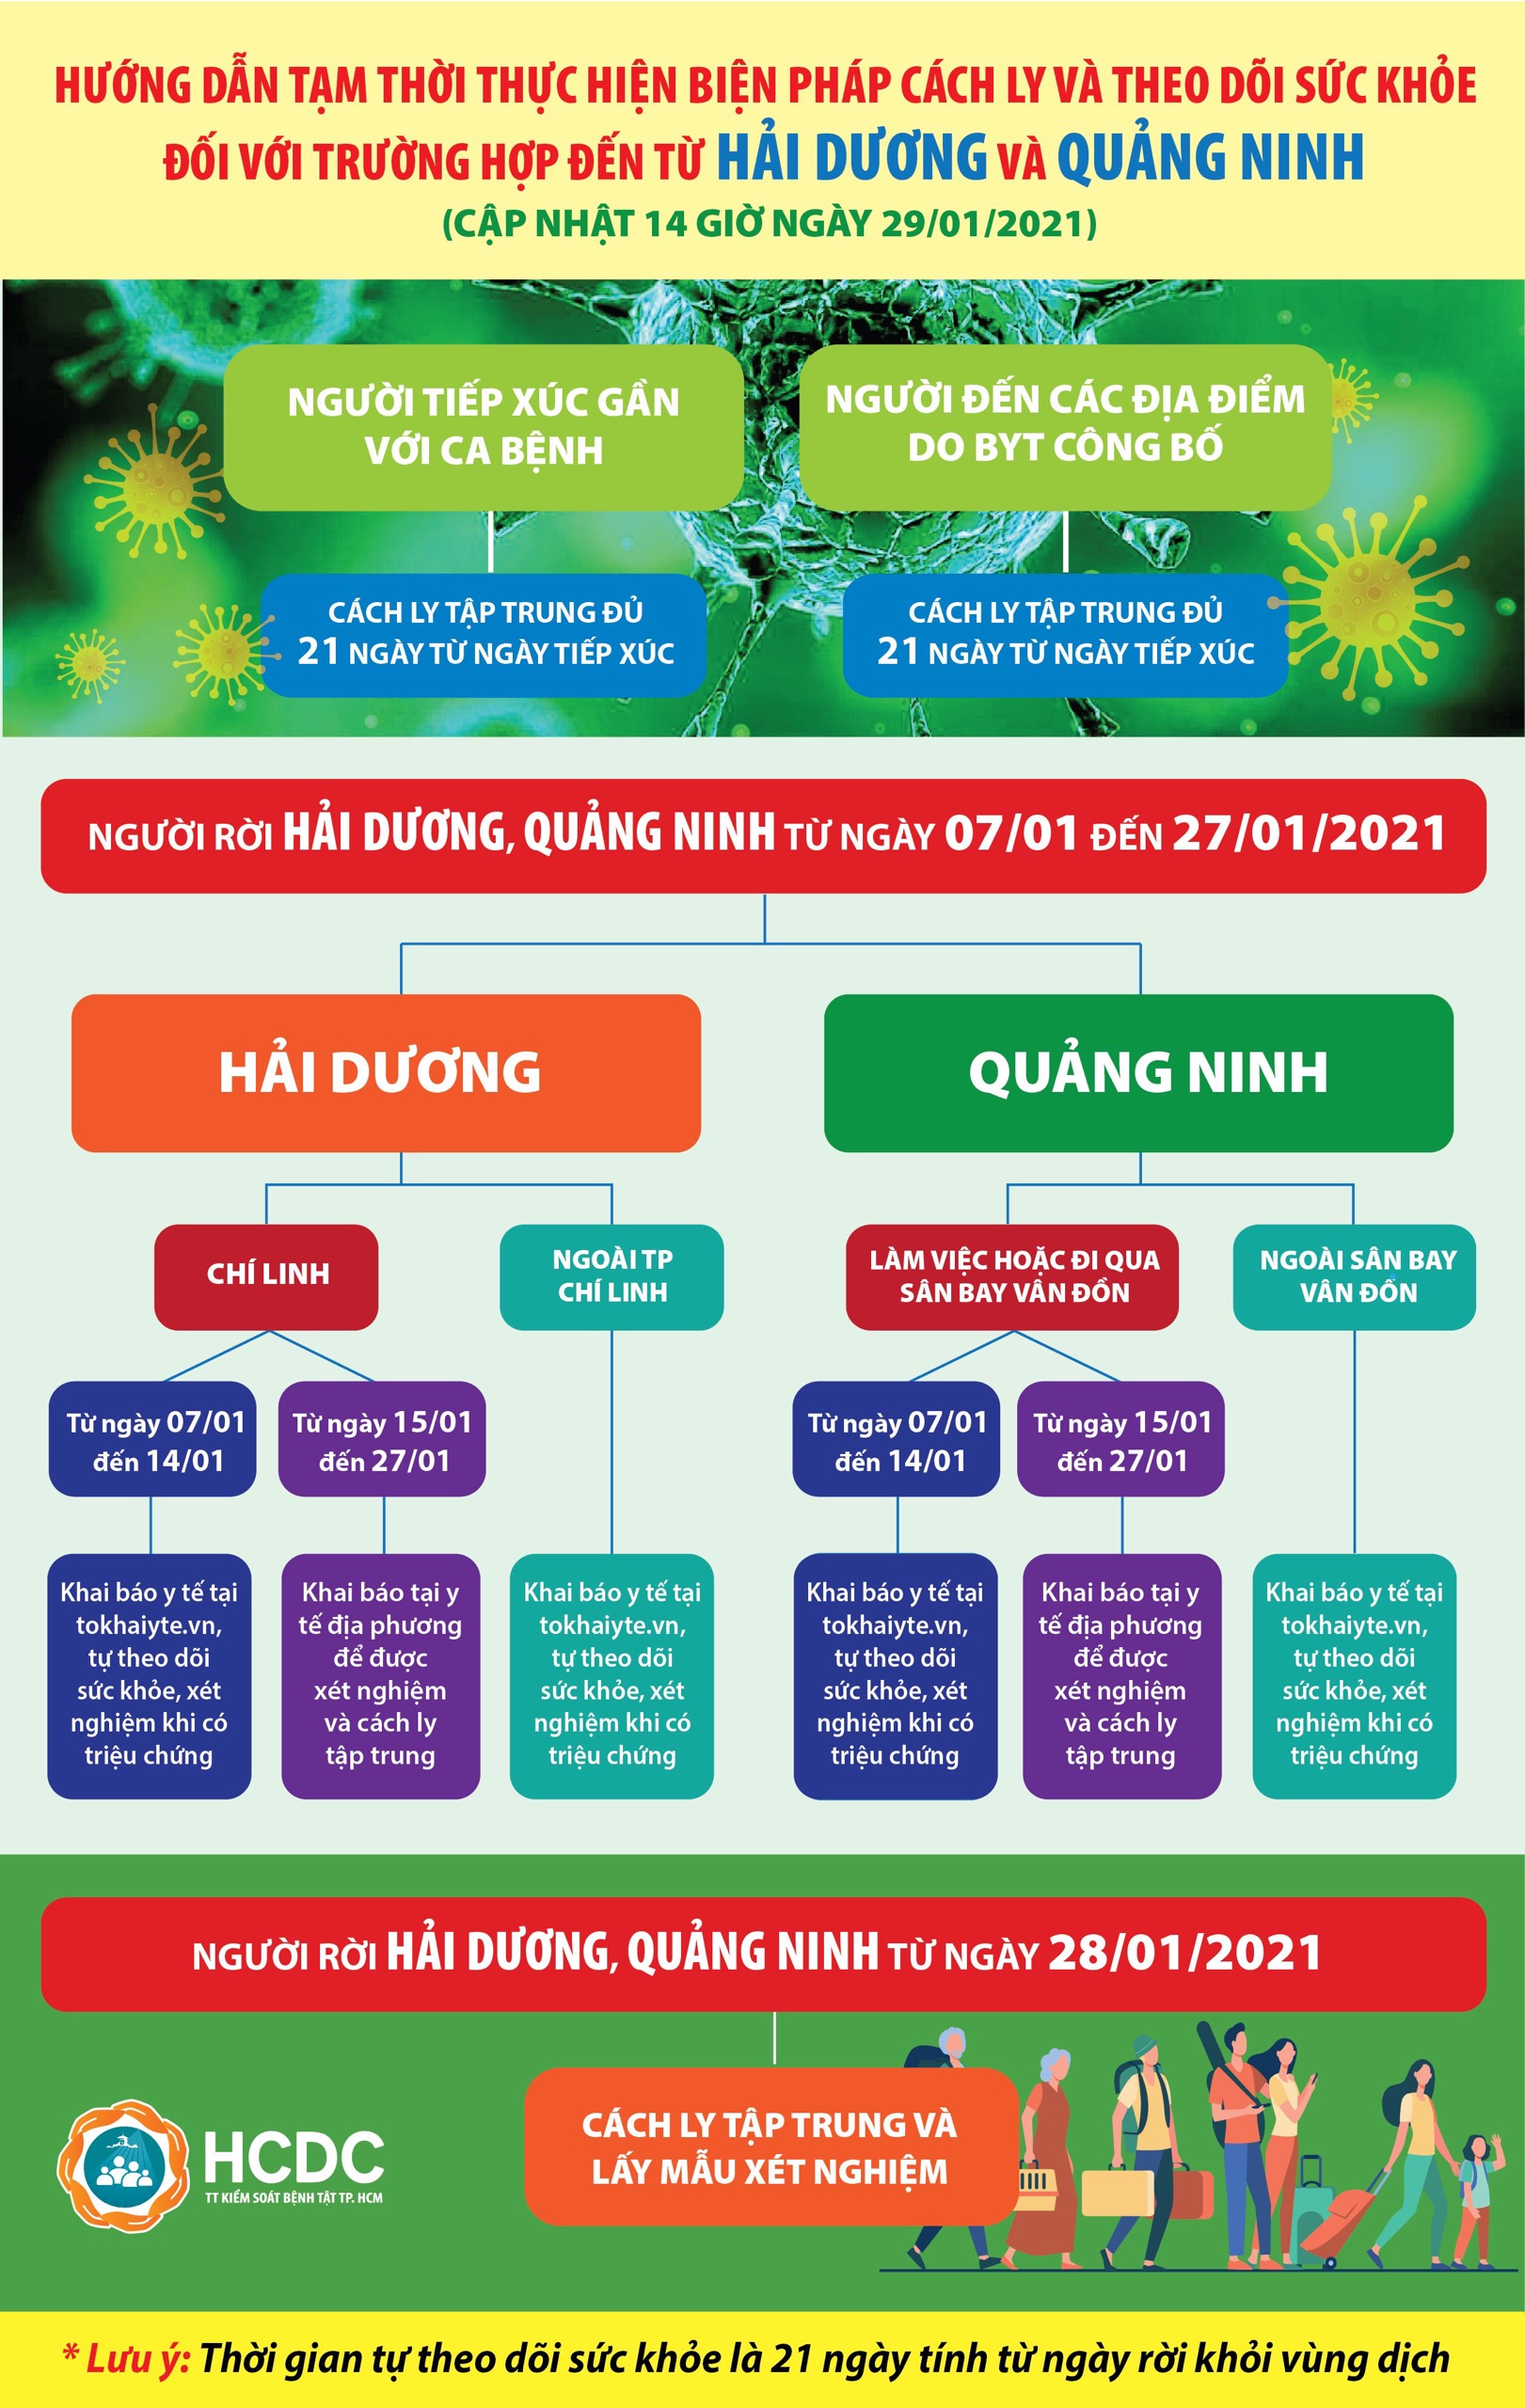 HƯỚNG DẪN TẠM THỜI THỰC HIỆN BIỆN PHÁP CÁCH LY VÀ THEO DÕI SỨC KHỎE
ĐỐI VỚI TRƯỜNG HỢP ĐẾN TỪ HẢI DƯƠNG VÀ QUẢNG NINH
(CẬP NHẬT 14 GIỜ NGÀY 29/01/2021)
NGƯỜI TIẾP XÚC GẦN
VỚI CA BỆNH
NGƯỜI ĐẾN CÁC ĐỊA ĐIỂM
DO BYT CÔNG BỐ
CÁCH LY TẬP TRUNG ĐỦ
21 NGÀY TỪ NGÀY TIẾP XÚC
CÁCH LY TẬP TRUNG ĐỦ
21 NGÀY TỪ NGÀY TIẾP XÚC
NGƯỜI RỜI HẢI DƯƠNG, QUẢNG NINH TỪ NGÀY 07/01 ĐẾN 27/01/2021
HẢI DƯƠNG
QUẢNG NINH
CHÍ LINH
NGOÀI TP
CHÍ LINH
LÀM VIỆC HOẶC ĐI QUA
SÂN BAY VÂN ĐỒN
NGOÀI SÂN BAY
VÂN ĐỒN
Từ ngày 07/01
đến 14/01
Từ ngày 15/01
đến 27/01
Từ ngày 07/01
đến 14/01
Từ ngày 15/01
đến 27/01
Khai báo y tế tại
tokhaiyte.vn,
tự theo dõi
sức khỏe, xét
nghiệm khi có
triệu chứng
Khai báo tại y
tế địa phương
để được
xét nghiệm
và cách ly
tập trung
Khai báo y tế tại
tokhaiyte.vn,
tự theo dõi
sức khỏe, xét
nghiệm khi có
triệu chứng
Khai báo y tế tại
tokhaiyte.vn,
tự theo dõi
sức khỏe, xét
nghiệm khi có
triệu chứng
Khai báo tại y
tế địa phương
để được
xét nghiệm
và cách ly
tập trung
Khai báo y tế tại
tokhaiyte.vn,
tự theo dõi
sức khỏe, xét
nghiệm khi có
triệu chứng
NGƯỜI RỜI HẢI DƯƠNG, QUẢNG NINH TỪ NGÀY 28/01/2021
CÁCH LY TẬP TRUNG VÀ
LẤY MẪU XÉT NGHIỆM
HCDC
TT KIỂM SOÁT BỆNH TẬT TP. HCM
* Lưu ý: Thời gian tự theo dõi sức khỏe là 21 ngày tính từ ngày rời khỏi vùng dịch